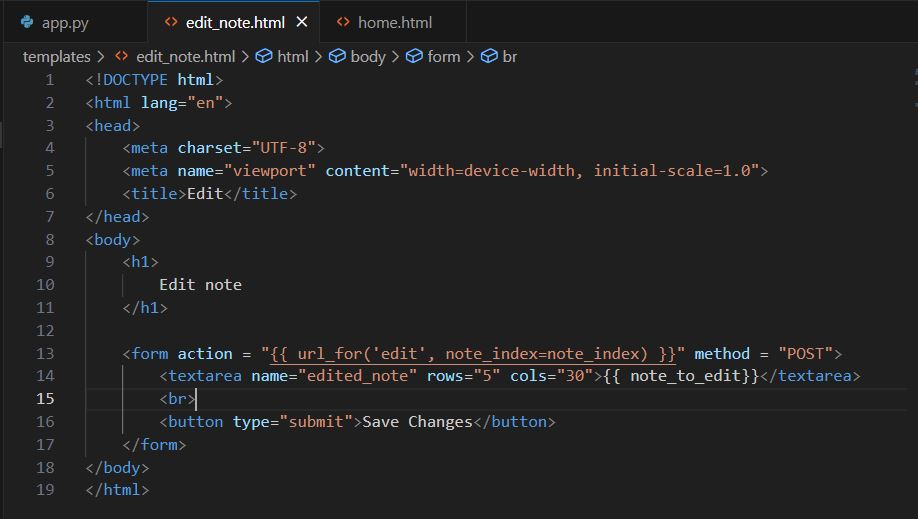 app.py edit_note.html home.html
templates > edit_note.html > html > body > form > br
1 <!DOCTYPE html>
2 <html lang="en">
3 <head>
4     <meta charset="UTF-8">
5     <meta name="viewport" content="width=device-width, initial-scale=1.0">
6     <title>Edit</title>
7 </head>
8 <body>
9     <h1>
10         Edit note
11     </h1>
12
13     <form action = "{{ url_for('edit', note_index=note_index) }}" method = "POST">
14         <textarea name="edited_note" rows="5" cols="30">{{ note_to_edit}}</textarea>
15         <br>
16         <button type="submit">Save Changes</button>
17     </form>
18 </body>
19 </html>